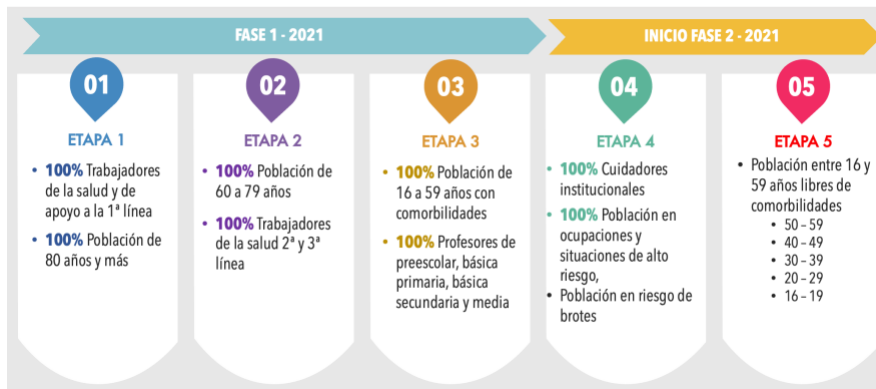 FASE 1 - 2021
INICIO FASE 2 - 2021
01
ETAPA 1
• 100% Trabajadores
de la salud y de
apoyo a la 1ª línea
• 100% Población de
80 años y más
02
ETAPA 2
• 100% Población de
60 a 79 años
• 100% Trabajadores
de la salud 2ª y 3ª
línea
03
ETAPA 3
• 100% Población de
16 a 59 años con
comorbilidades
• 100% Profesores de
preescolar, básica
primaria, básica
secundaria y media
04
ETAPA 4
• 100% Cuidadores
institucionales
• 100% Población en
ocupaciones y
situaciones de alto
riesgo,
• Población en riesgo de
brotes
05
ETAPA 5
• Población entre 16 y
59 años libres de
comorbilidades
• 50 – 59
• 40 – 49
• 30 – 39
• 20 – 29
• 16 – 19